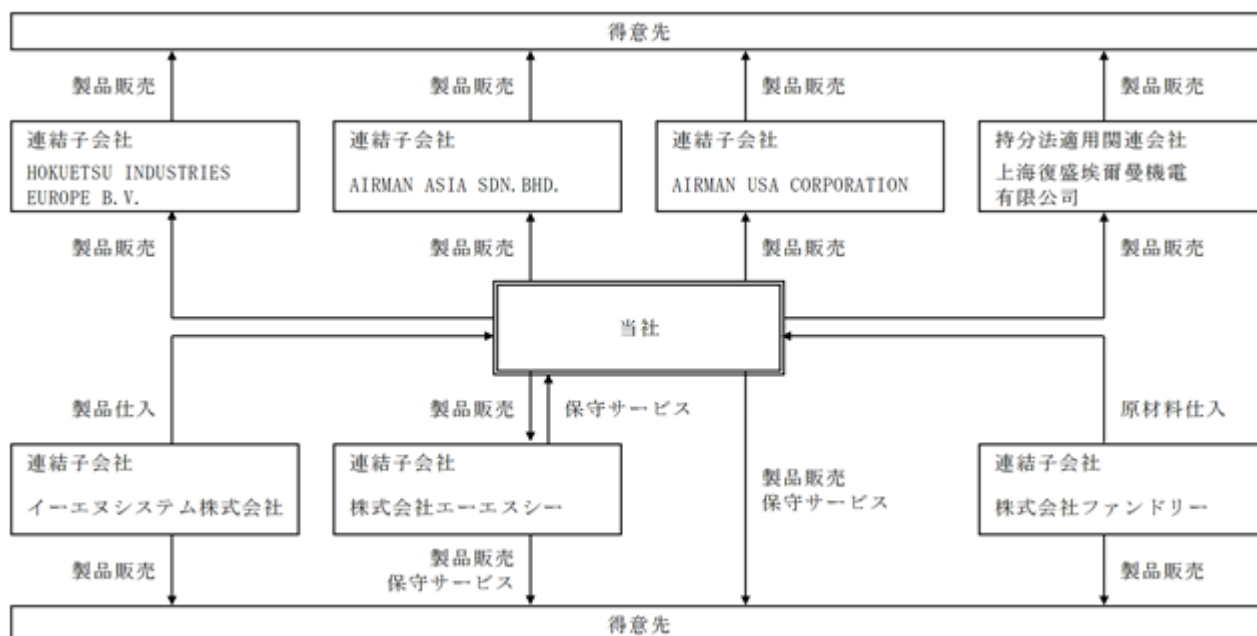 得意先
製品販売
製品販売
製品販売
製品販売
連結子会社
HOKUETSU INDUSTRIES
EUROPE B.V.
連結子会社
AIRMAN ASIA SDN.BHD.
連結子会社
AIRMAN USA CORPORATION
持分法適用関連会社
上海復盛埃爾曼機電
有限公司
製品販売
製品販売
製品販売
製品販売
当社
製品仕入
製品販売
保守サービス
原材料仕入
連結子会社
イーエヌシステム株式会社
連結子会社
株式会社エーエスシー
製品販売
保守サービス
連結子会社
株式会社ファンドリー
製品販売
製品販売
保守サービス
製品販売
得意先